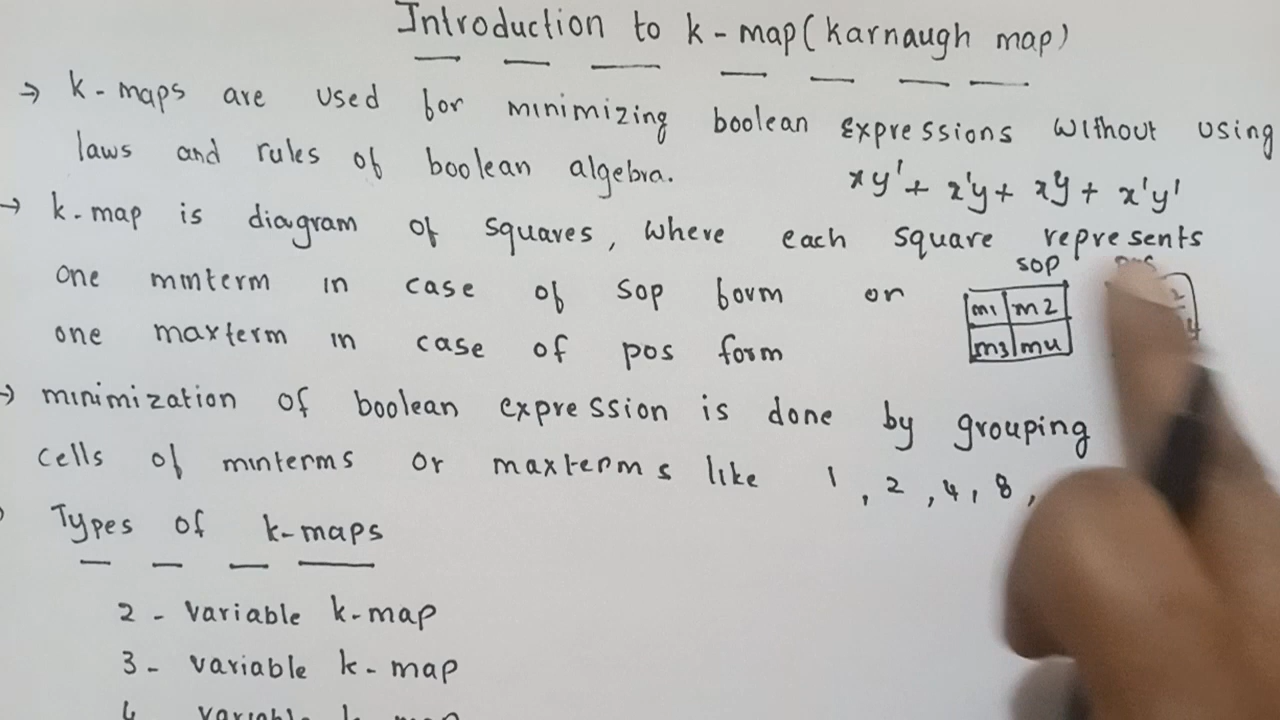 Introduction to k-map(karnaugh map)
→ k-maps are used for minimizing boolean expressions without using
laws and rules of boolean algebra.
xy'+ x'y+ xy+ x'y'
→ k-map is diagram of squares, where each square represents
one minterm in case of sop form or
one maxterm in case of pos form
sop
m1 m2
m3 m4
→ minimization of boolean expression is done by grouping
cells of minterms or maxterms like 1, 2, 4, 8,
Types of k-maps
2 - variable k-map
3 - variable k-map
4 variable k-map